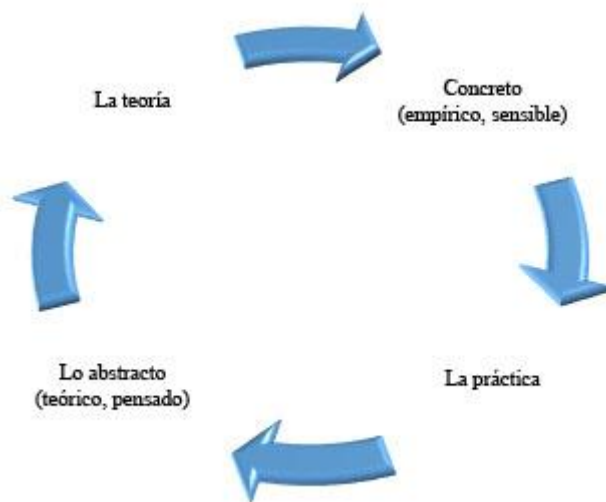 La teoría
Concreto
(empírico, sensible)
Lo abstracto
(teórico, pensado)
La práctica